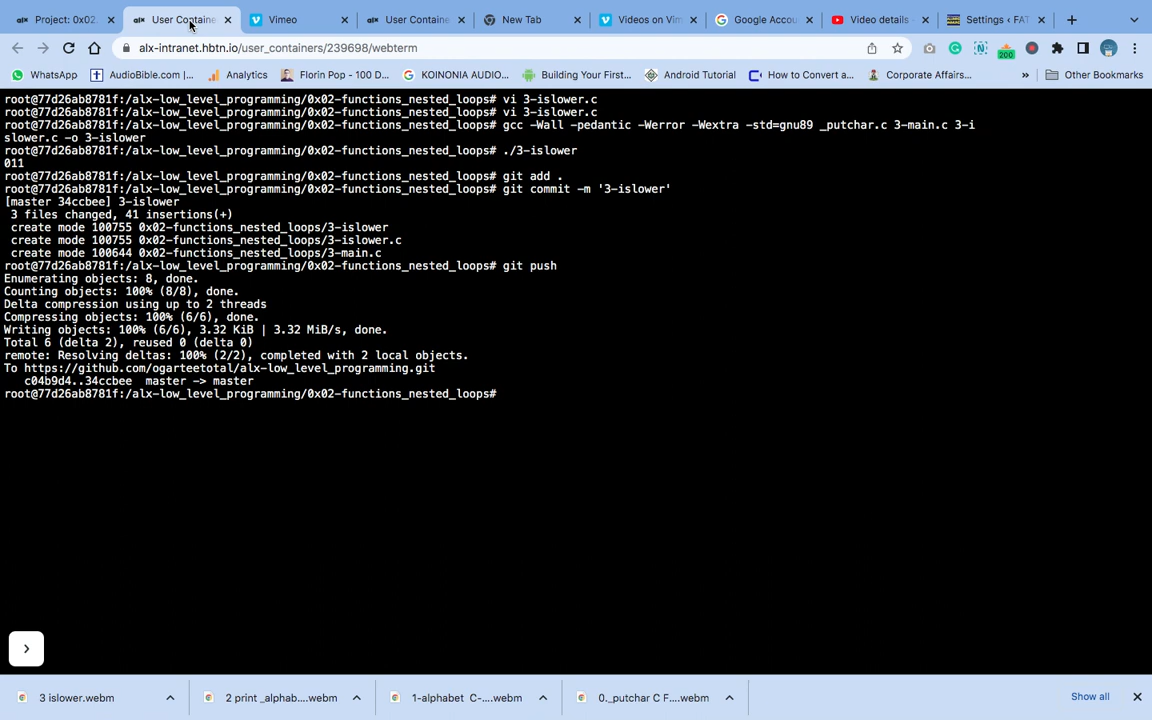 Project: 0x02. User Containe Vimeo User Containe New Tab Videos on Vim Google Accou Video details - Settings ‹ FAT
alx-intranet.hbtn.io/user_containers/239698/webterm
WhatsApp AudioBible.com |... Analytics Florin Pop - 100 D... KOINONIA AUDIO... Building Your First... Android Tutorial How to Convert a... Corporate Affairs... » Other Bookmarks
200
root@77d26ab8781f:/alx-low_level_programming/0x02-functions_nested_loops# vi 3-islower.c
root@77d26ab8781f:/alx-low_level_programming/0x02-functions_nested_loops# vi 3-islower.c
root@77d26ab8781f:/alx-low_level_programming/0x02-functions_nested_loops# gcc -Wall -pedantic -Werror -Wextra -std=gnu89 _putchar.c 3-main.c 3-i
slower.c -o 3-islower
root@77d26ab8781f:/alx-low_level_programming/0x02-functions_nested_loops# ./3-islower
011
root@77d26ab8781f:/alx-low_level_programming/0x02-functions_nested_loops# git add .
root@77d26ab8781f:/alx-low_level_programming/0x02-functions_nested_loops# git commit -m '3-islower'
[master 34ccbee] 3-islower
3 files changed, 41 insertions(+)
create mode 100755 0x02-functions_nested_loops/3-islower
create mode 100755 0x02-functions_nested_loops/3-islower.c
create mode 100644 0x02-functions_nested_loops/3-main.c
root@77d26ab8781f:/alx-low_level_programming/0x02-functions_nested_loops# git push
Enumerating objects: 8, done.
Counting objects: 100% (8/8), done.
Delta compression using up to 2 threads
Compressing objects: 100% (6/6), done.
Writing objects: 100% (6/6), 3.32 KiB | 3.32 MiB/s, done.
Total 6 (delta 2), reused 0 (delta 0)
remote: Resolving deltas: 100% (2/2), completed with 2 local objects.
To https://github.com/ogarteetotal/alx-low_level_programming.git
c04b9d4..34ccbee master -> master
root@77d26ab8781f:/alx-low_level_programming/0x02-functions_nested_loops#
3 islower.webm 2 print _alphab....webm 1-alphabet C-....webm 0._putchar C F....webm Show all